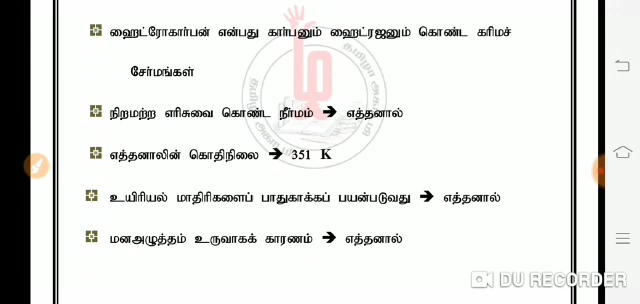 ஹைட்ரோகார்பன் என்பது கார்பனும் ஹைட்ரஜனும் கொண்ட கரிமச்
சேர்மங்கள்
நிறமற்ற எரிசுவை கொண்ட நீர்மம் ➔ எத்தனால்
எத்தனாலின் கொதிநிலை ➔ 351 K
உயிரியல் மாதிரிகளைப் பாதுகாக்கப் பயன்படுவது ➔ எத்தனால்
மனஅழுத்தம் உருவாகக் காரணம் ➔ எத்தனால்
DU RECORDER